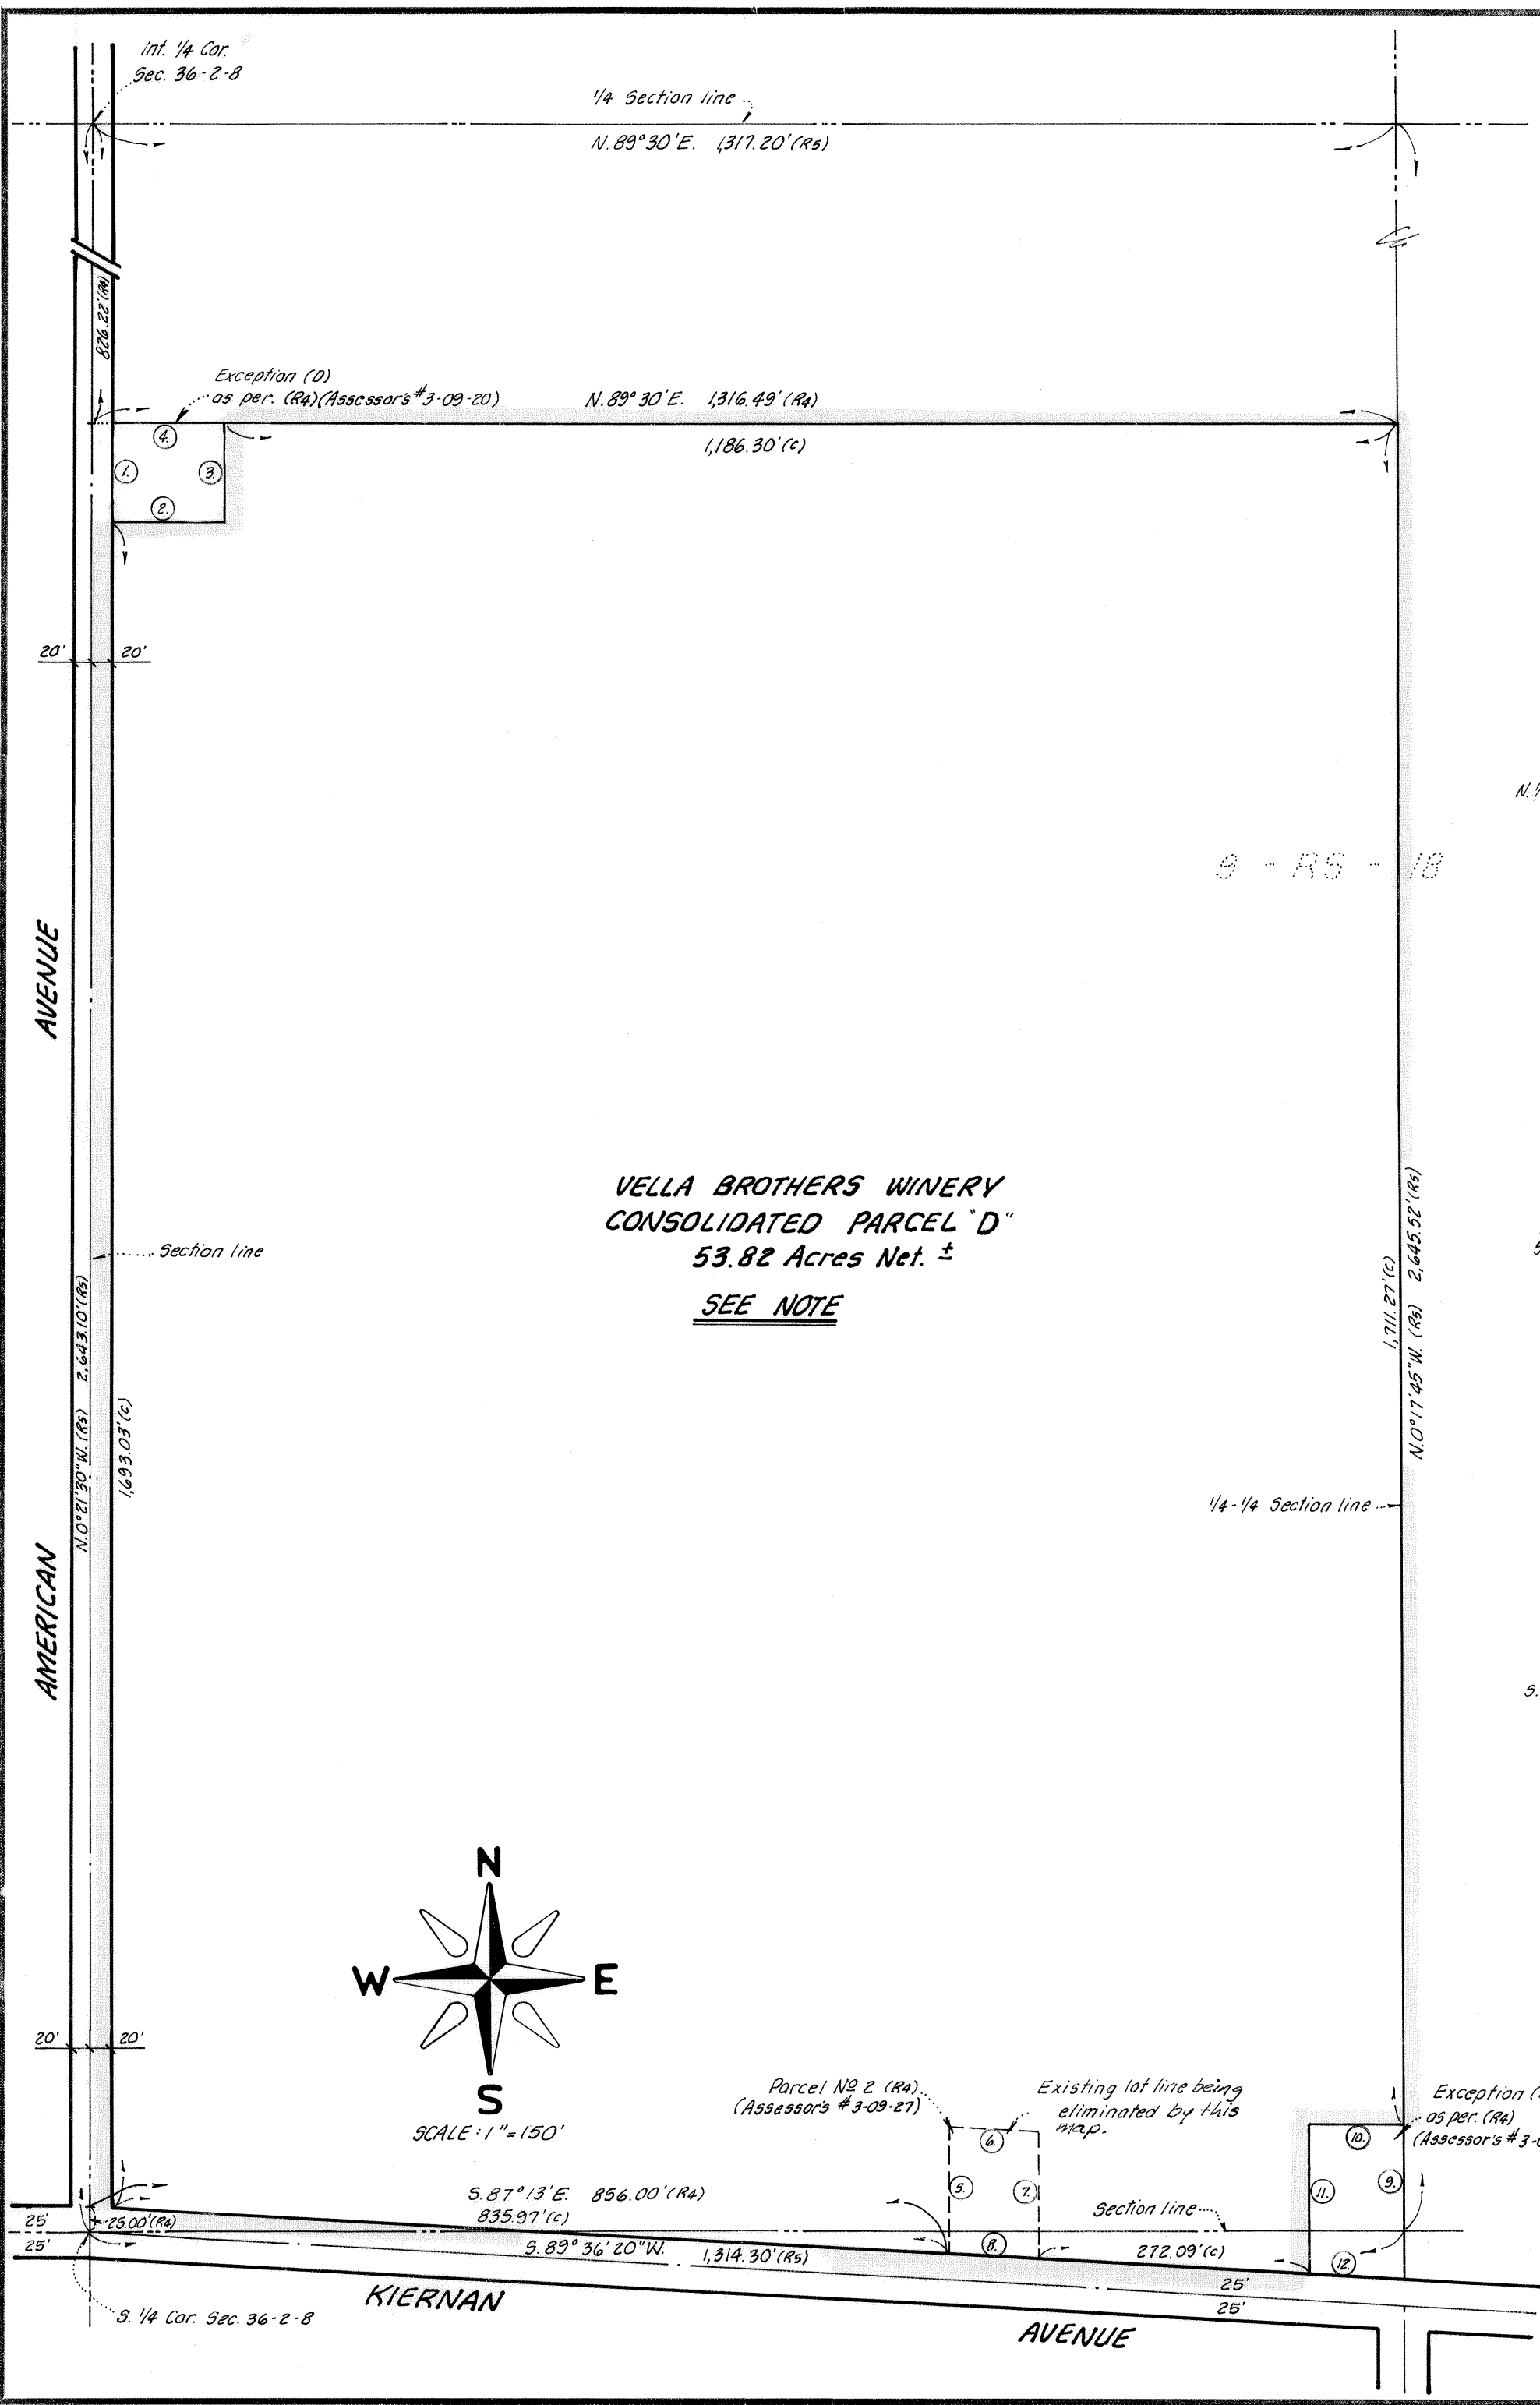 Int. 1/4 Cor.
Sec. 36-2-8
1/4 Section line
N.89°30'E. 1,317.20'(R5)
826.22'(R4)
Exception (D)
as per. (R4)(Assessor's #3-09-20)
N.89°30'E. 1,316.49'(R4)
1,186.30'(c)
4.
1.
3.
2.
20'
20'
N.
9 - RS - 18
AVENUE
VELLA BROTHERS WINERY
CONSOLIDATED PARCEL "D"
53.82 Acres Net. ±
SEE NOTE
Section line
N.0°21'30"W. (R5) 2,643.10'(R5)
1,693.03'(c)
1,711.27'(c)
N.0°17'45"W. (R5) 2,645.52'(R5)
1/4-1/4 Section line
AMERICAN
S.
N
W
E
S
SCALE: 1"=150'
20'
20'
Parcel No 2 (R4)
(Assessor's #3-09-27)
Existing lot line being
eliminated by this
map.
Exception (
as per. (R4)
(Assessor's #3-
6.
5.
7.
8.
10.
9.
11.
12.
S.87°13'E. 856.00'(R4)
835.97'(c)
Section line
25'
25.00'(R4)
25'
S.89°36'20"W. 1,314.30'(R5)
272.09'(c)
25'
25'
KIERNAN
AVENUE
S. 1/4 Cor. Sec. 36-2-8